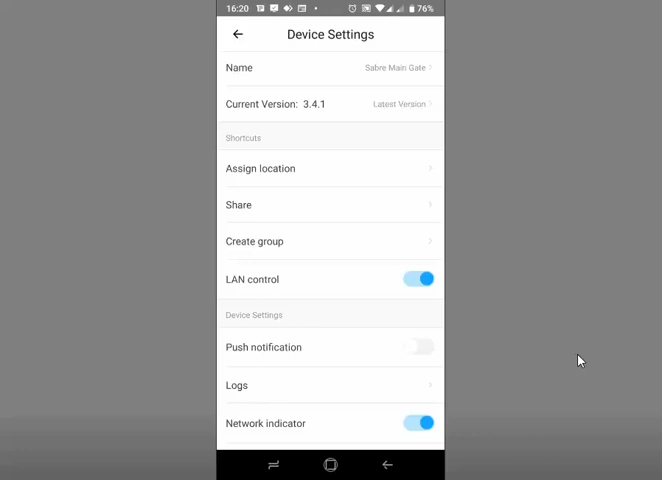 16:20 76%
Device Settings
Name Sabre Main Gate
Current Version: 3.4.1 Latest Version
Shortcuts
Assign location
Share
Create group
LAN control
Device Settings
Push notification
Logs
Network indicator